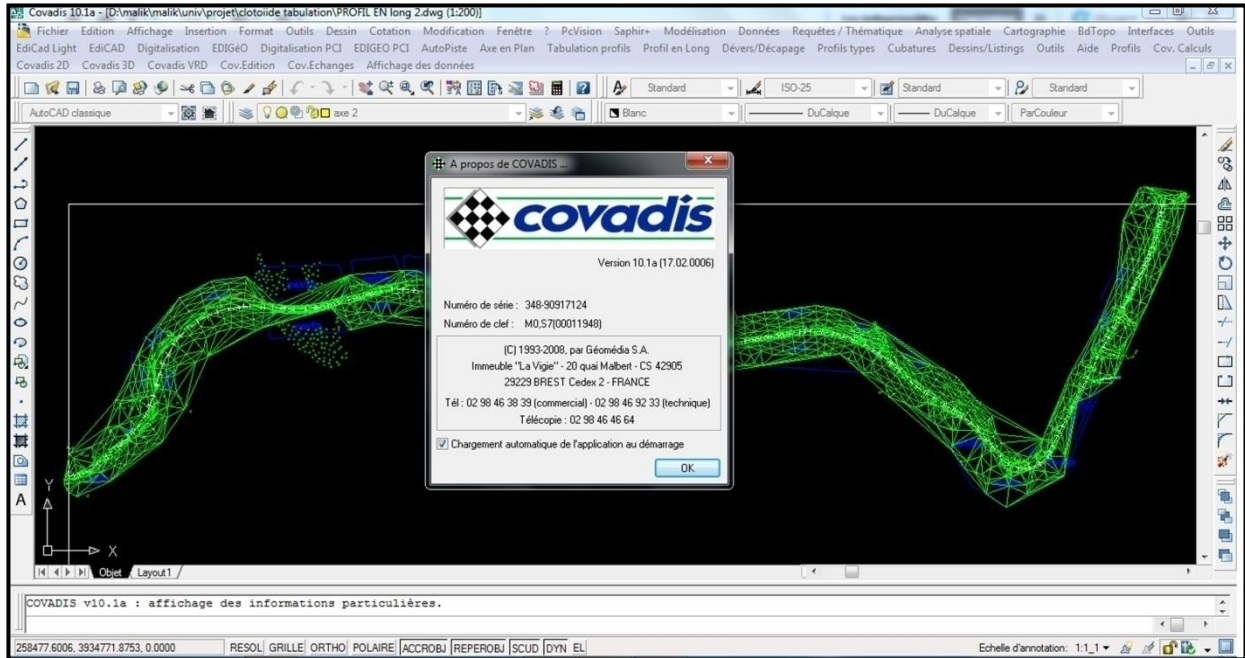 Covadis 10.1a - [D:\malik\malik\univ\projet\clotoiide tabulation\PROFIL EN long 2.dwg (1:200)]
Fichier Edition Affichage Insertion Format Outils Dessin Cotation Modification Fenêtre ? PcVision Saphir+ Modélisation Données Requêtes / Thématique Analyse spatiale Cartographie BdTopo Interfaces Outils
EdiCad Light EdiCAD Digitalisation EDIGéO Digitalisation PCI EDIGEO PCI AutoPiste Axe en Plan Tabulation profils Profil en Long Dévers/Décapage Profils types Cubatures Dessins/Listings Outils Aide Profils Cov. Calculs
Covadis 2D Covadis 3D Covadis VRD Cov.Edition Cov.Echanges Affichage des données
Standard ISO-25 Standard Standard
AutoCAD classique axe 2 Blanc DuCalque DuCalque ParCouleur
A propos de COVADIS ...
covadis
Version 10.1a (17.02.0006)
Numéro de série : 348-90917124
Numéro de clef : M0,S7(00011948)
(C) 1993-2008, par Géomédia S.A.
Immeuble "La Vigie" - 20 quai Malbert - CS 42905
29229 BREST Cedex 2 - FRANCE
Tél : 02 98 46 38 39 (commercial) - 02 98 46 92 33 (technique)
Télécopie : 02 98 46 46 64
Chargement automatique de l'application au démarrage
OK
Y
X
Objet Layout1
COVADIS v10.1a : affichage des informations particulières.
258477.6006, 3934771.8753, 0.0000 RESOL GRILLE ORTHO POLAIRE ACCROBJ REPEROBJ SCUD DYN EL Echelle d'annotation: 1:1_1